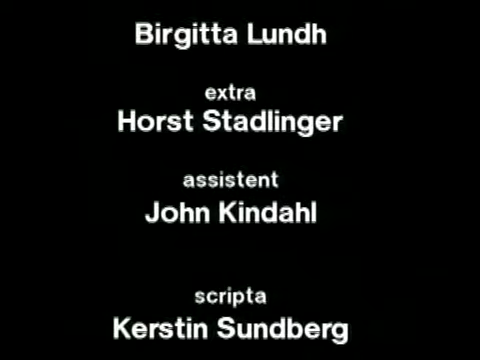 Birgitta Lundh
extra
Horst Stadlinger
assistent
John Kindahl
scripta
Kerstin Sundberg